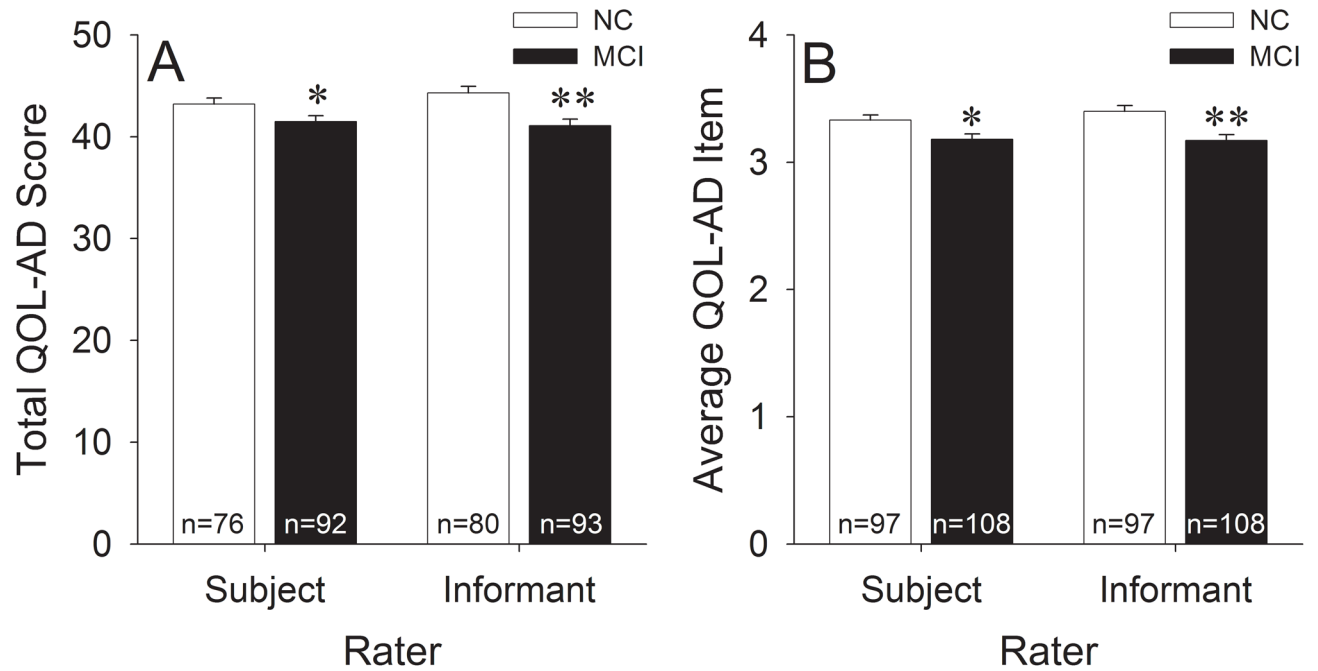 A
NC
MCI
Total QOL-AD Score
50
40
30
20
10
0
* **
n=76 n=92 n=80 n=93
Subject Informant
Rater
B
NC
MCI
Average QOL-AD Item
4
3
2
1
0
* **
n=97 n=108 n=97 n=108
Subject Informant
Rater